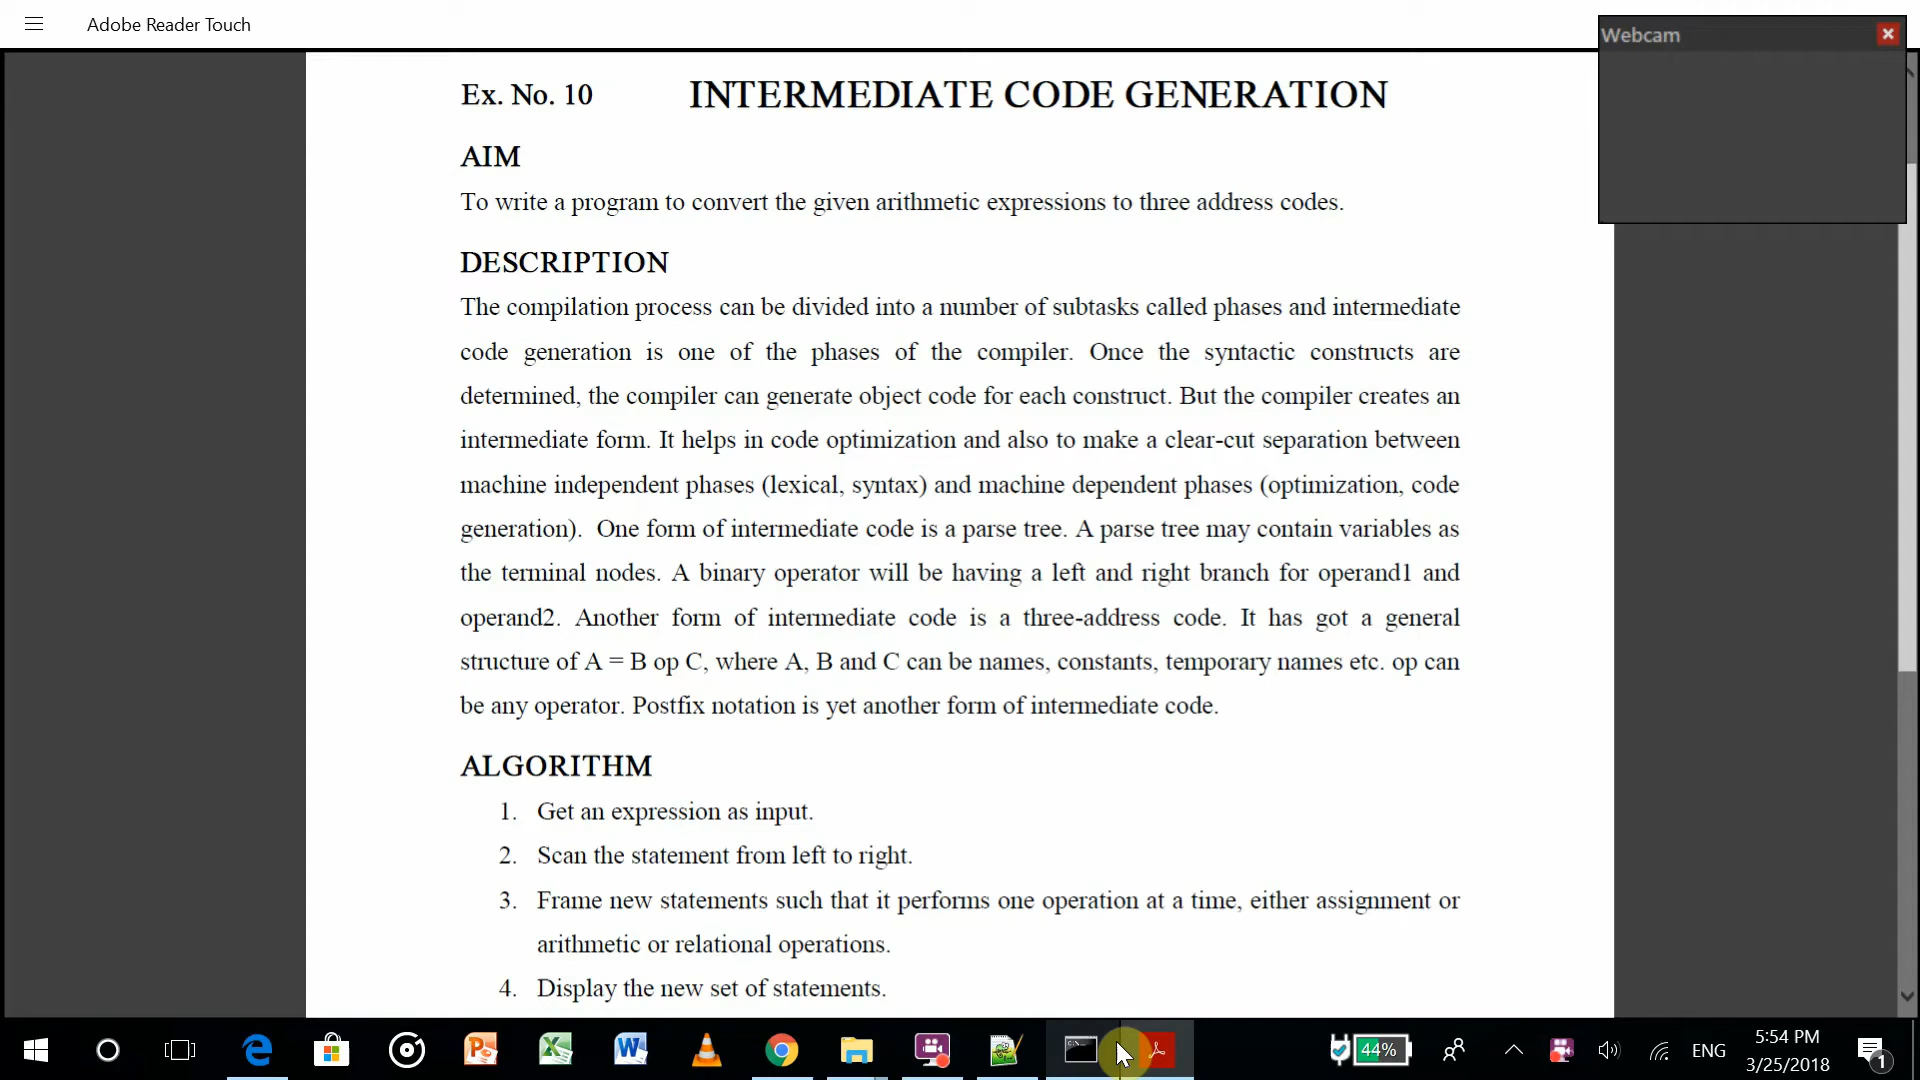 Adobe Reader Touch
Webcam
Ex. No. 10 INTERMEDIATE CODE GENERATION
AIM
To write a program to convert the given arithmetic expressions to three address codes.
DESCRIPTION
The compilation process can be divided into a number of subtasks called phases and intermediate
code generation is one of the phases of the compiler. Once the syntactic constructs are
determined, the compiler can generate object code for each construct. But the compiler creates an
intermediate form. It helps in code optimization and also to make a clear-cut separation between
machine independent phases (lexical, syntax) and machine dependent phases (optimization, code
generation). One form of intermediate code is a parse tree. A parse tree may contain variables as
the terminal nodes. A binary operator will be having a left and right branch for operand1 and
operand2. Another form of intermediate code is a three-address code. It has got a general
structure of A = B op C, where A, B and C can be names, constants, temporary names etc. op can
be any operator. Postfix notation is yet another form of intermediate code.
ALGORITHM
1. Get an expression as input.
2. Scan the statement from left to right.
3. Frame new statements such that it performs one operation at a time, either assignment or
arithmetic or relational operations.
4. Display the new set of statements.
44%
ENG
5:54 PM
3/25/2018
1